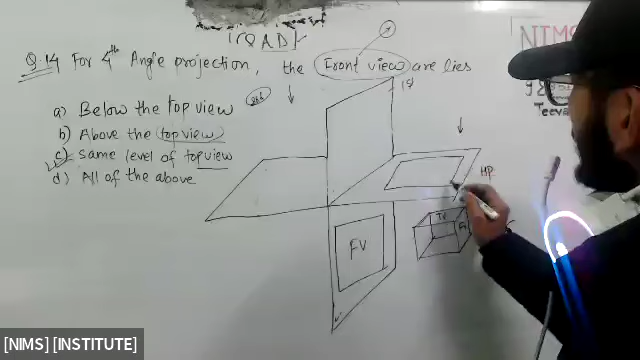 QAD
Q.14 For 4th Angle projection, the Front view are lies
a) Below the top view
b) Above the top view
c) Same level of top view
d) All of the above
1st
HP
TV
FV
NIMS
[NIMS] [INSTITUTE]